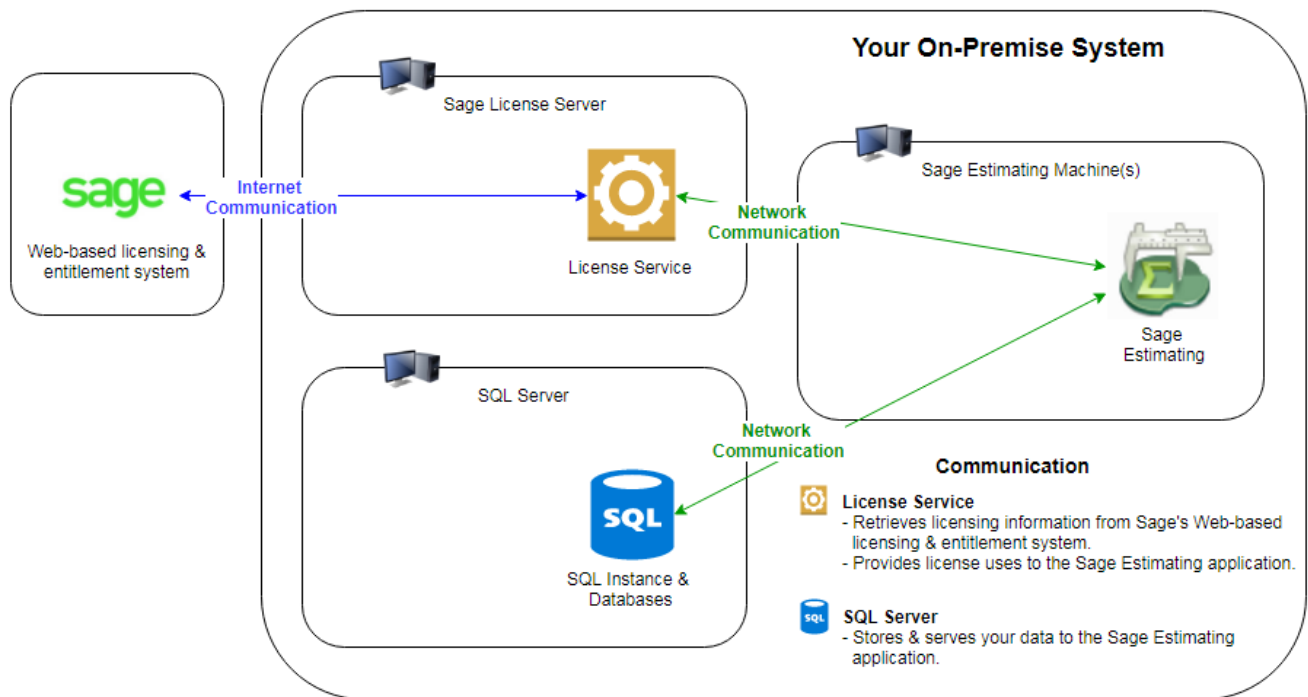 Your On-Premise System
Sage License Server
Sage Estimating Machine(s)
sage
Internet
Communication
Network
Communication
Web-based licensing &
entitlement system
License Service
Sage
Estimating
SQL Server
Network
Communication
SQL
SQL Instance &
Databases
Communication
License Service
- Retrieves licensing information from Sage's Web-based
licensing & entitlement system.
- Provides license uses to the Sage Estimating application.
SQL
SQL Server
- Stores & serves your data to the Sage Estimating
application.